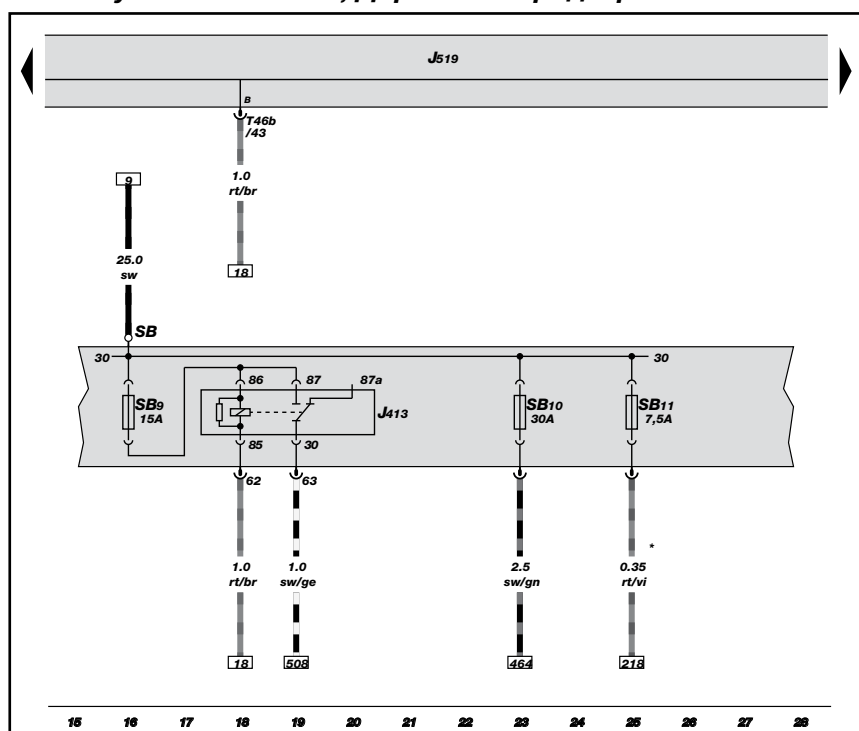 J519
B
T46b
/43
9
1.0
rt/br
25.0
sw
18
SB
30
30
86
87
87a
SB9
15A
J413
SB10
30A
SB11
7,5A
85
30
62
63
*
1.0
rt/br
1.0
sw/ge
2.5
sw/gn
0.35
rt/vi
18
508
464
218
15 16 17 18 19 20 21 22 23 24 25 26 27 28